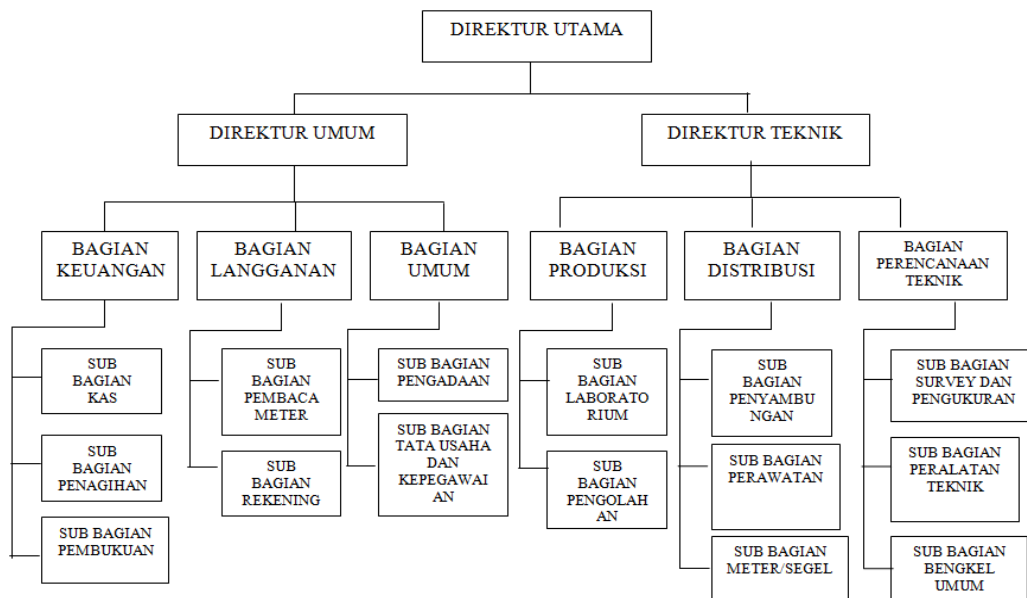 DIREKTUR UTAMA
DIREKTUR UMUM
DIREKTUR TEKNIK
BAGIAN
KEUANGAN
BAGIAN
LANGGANAN
BAGIAN
UMUM
BAGIAN
PRODUKSI
BAGIAN
DISTRIBUSI
BAGIAN
PERENCANAAN
TEKNIK
SUB
BAGIAN
KAS
SUB
BAGIAN
PEMBACA
METER
SUB BAGIAN
PENGADAAN
SUB
BAGIAN
LABORATO
RIUM
SUB
BAGIAN
PENYAMBU
NGAN
SUB BAGIAN
SURVEY DAN
PENGUKURAN
SUB
BAGIAN
PENAGIHAN
SUB
BAGIAN
REKENING
SUB BAGIAN
TATA USAHA
DAN
KEPEGAWAI
AN
SUB
BAGIAN
PENGOLAH
AN
SUB BAGIAN
PERAWATAN
SUB BAGIAN
PERALATAN
TEKNIK
SUB BAGIAN
PEMBUKUAN
SUB BAGIAN
METER/SEGEL
SUB BAGIAN
BENGKEL
UMUM